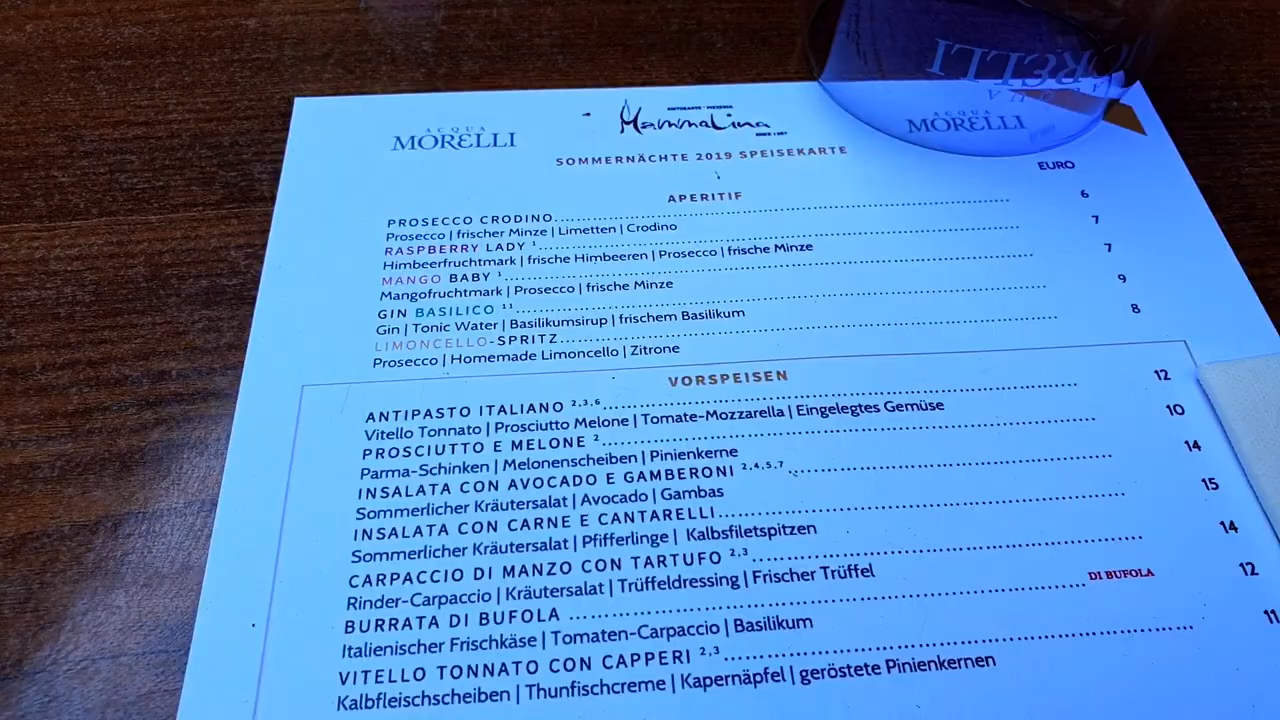 ACQUA
MORELLI
RISTORANTE · PIZZERIA
MammaLina
ACQUA
MORELLI
MORELLI
SOMMERNÄCHTE 2019 SPEISEKARTE
EURO
APERITIF
PROSECCO CRODINO.......... 6
Prosecco | frischer Minze | Limetten | Crodino
RASPBERRY LADY ¹.......... 7
Himbeerfruchtmark | frische Himbeeren | Prosecco | frische Minze
MANGO BABY ¹.......... 7
Mangofruchtmark | Prosecco | frische Minze
GIN BASILICO ¹¹.......... 9
Gin | Tonic Water | Basilikumsirup | frischem Basilikum
LIMONCELLO-SPRITZ.......... 8
Prosecco | Homemade Limoncello | Zitrone
VORSPEISEN
ANTIPASTO ITALIANO ²,³,⁶.......... 12
Vitello Tonnato | Prosciutto Melone | Tomate-Mozzarella | Eingelegtes Gemüse
PROSCIUTTO E MELONE ².......... 10
Parma-Schinken | Melonenscheiben | Pinienkerne
INSALATA CON AVOCADO E GAMBERONI ²,⁴,⁵,⁷.......... 14
Sommerlicher Kräutersalat | Avocado | Gambas
INSALATA CON CARNE E CANTARELLI.......... 15
Sommerlicher Kräutersalat | Pfifferlinge | Kalbsfiletspitzen
CARPACCIO DI MANZO CON TARTUFO ²,³.......... 14
Rinder-Carpaccio | Kräutersalat | Trüffeldressing | Frischer Trüffel
BURRATA DI BUFOLA .......... DI BUFOLA 12
Italienischer Frischkäse | Tomaten-Carpaccio | Basilikum
VITELLO TONNATO CON CAPPERI ²,³.......... 11
Kalbfleischscheiben | Thunfischcreme | Kapernäpfel | geröstete Pinienkernen